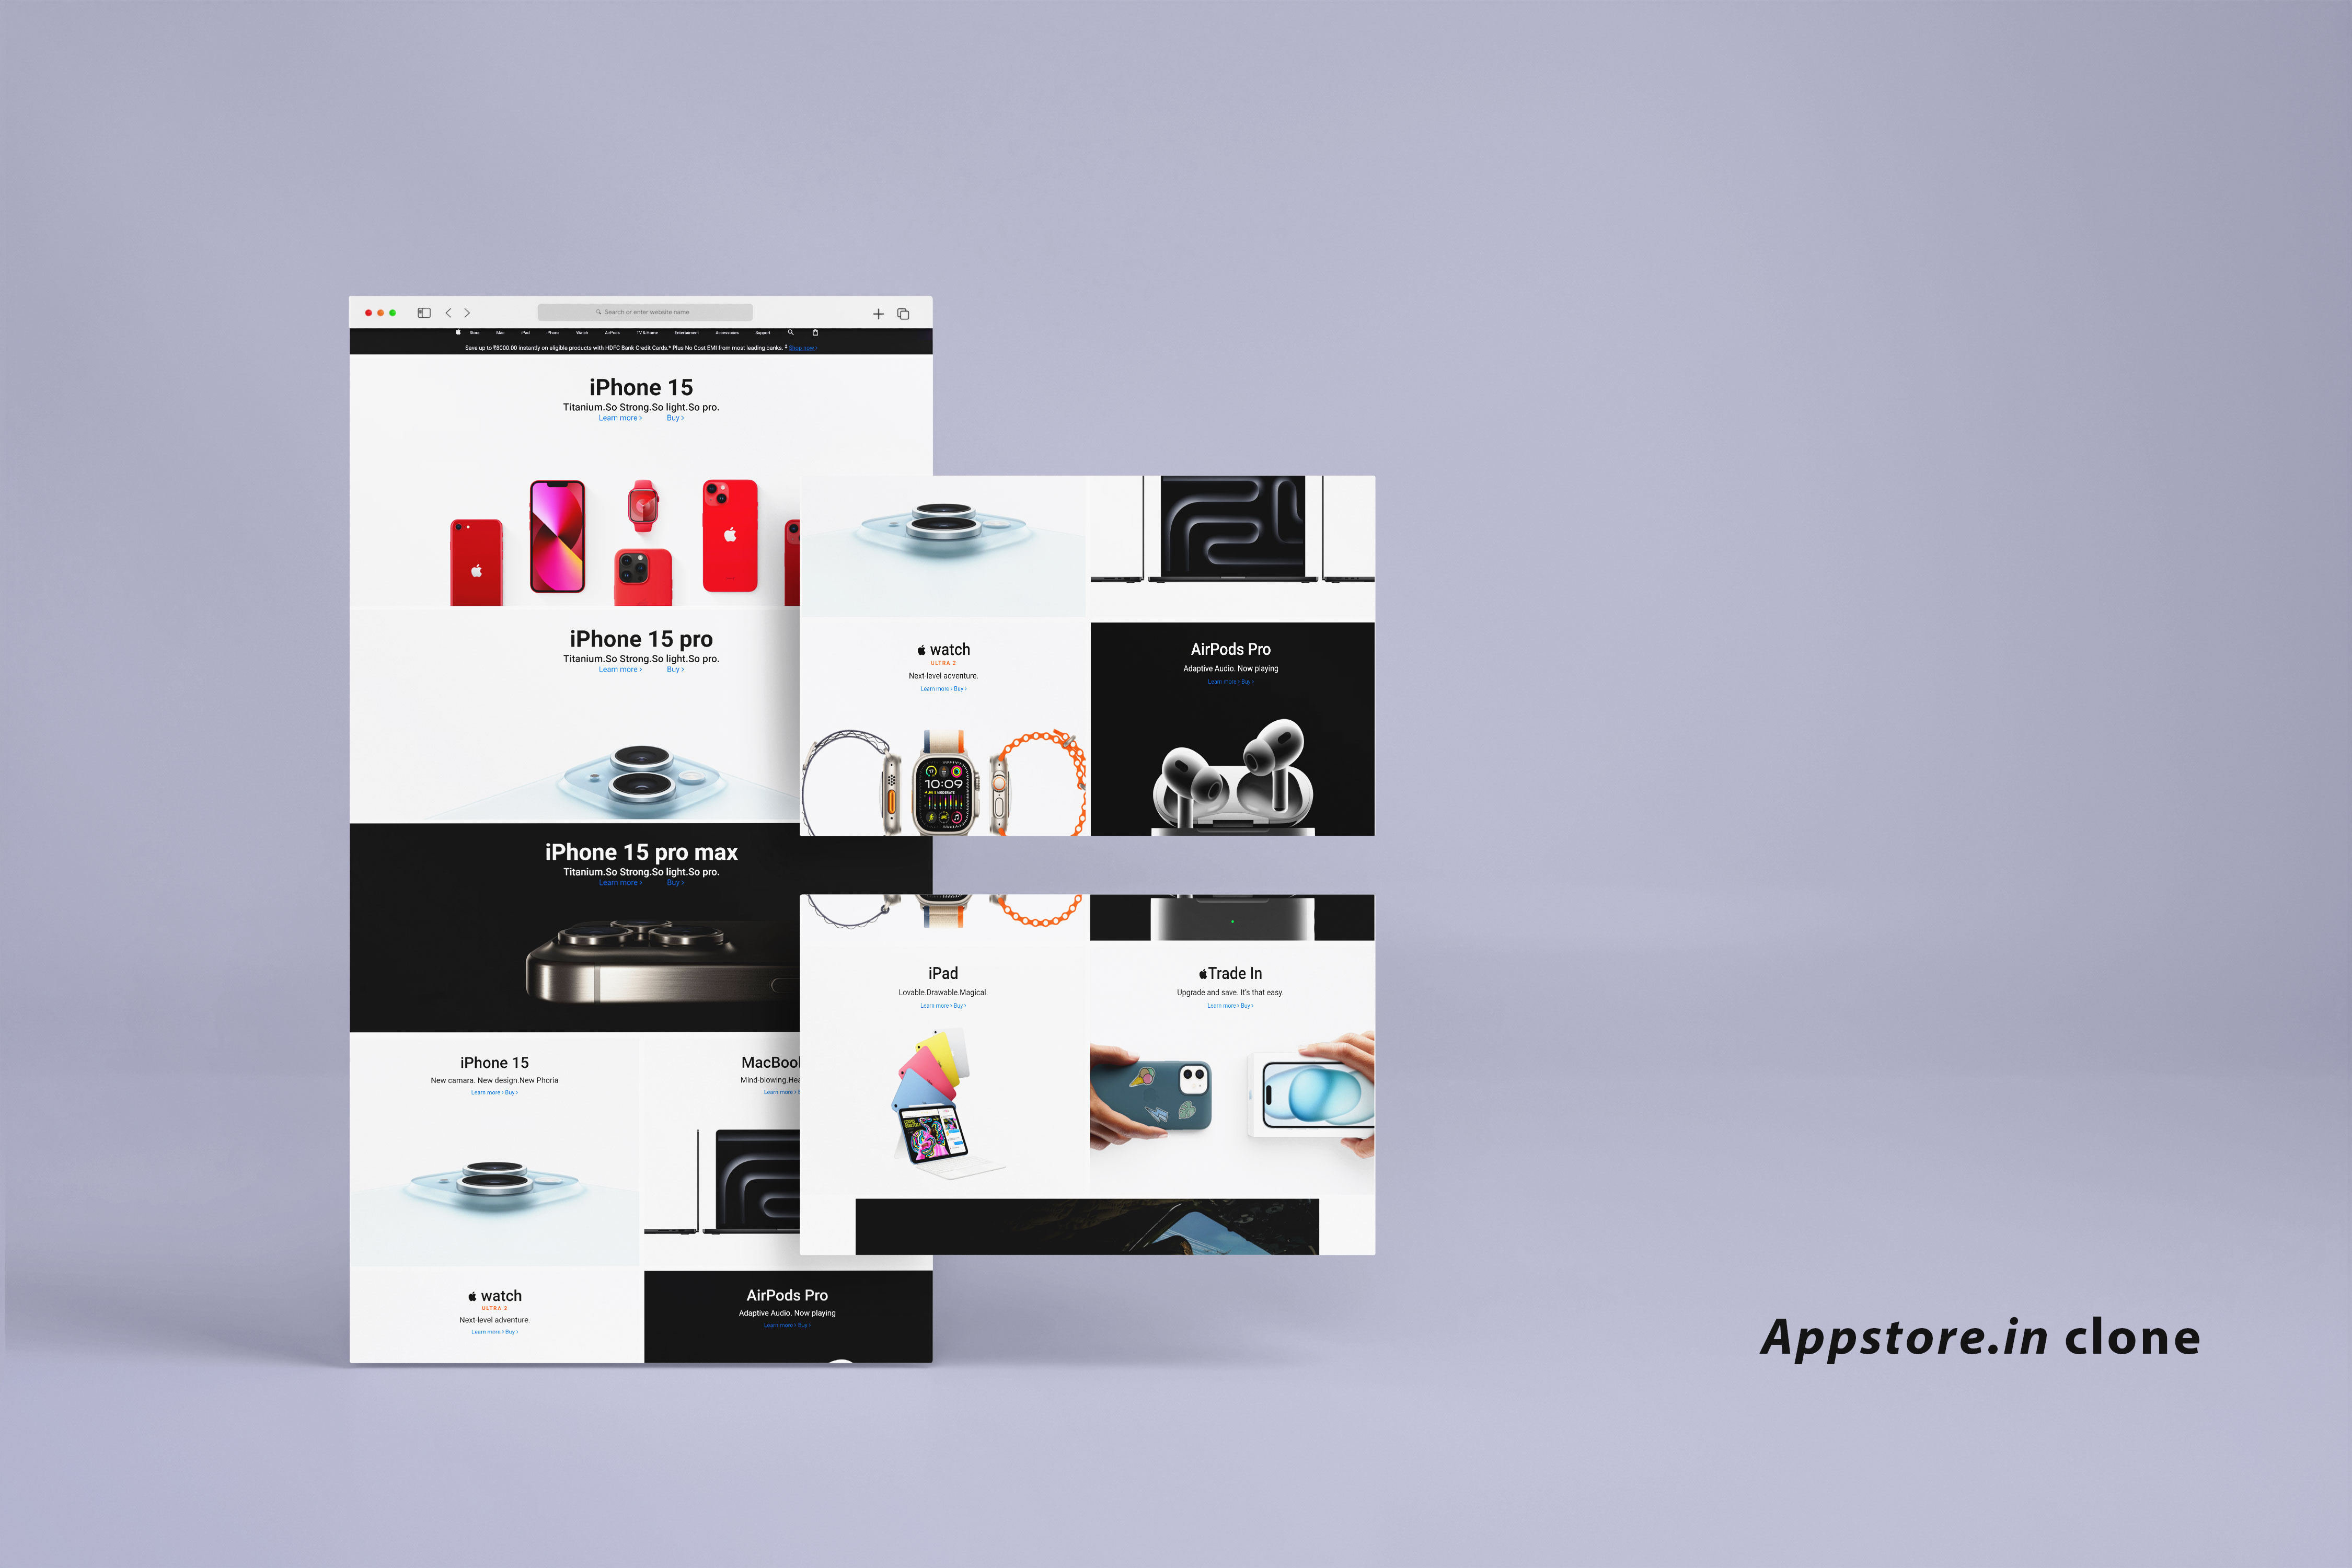 Search or enter website name
Store Mac iPad iPhone Watch AirPods TV & Home Entertaiment Accessories Support
Save up to ₹8000.00 instantly on eligible products with HDFC Bank Credit Cards.* Plus No Cost EMI from most leading banks. ‡ Shop now >
iPhone 15
Titanium.So Strong.So light.So pro.
Learn more > Buy >
iPhone 15 pro
Titanium.So Strong.So light.So pro.
Learn more > Buy >
iPhone 15 pro max
Titanium.So Strong.So light.So pro.
Learn more > Buy >
iPhone 15
New camara. New design.New Phoria
Learn more > Buy >
MacBoo
Mind-blowing.Hea
Learn more >
watch
ULTRA 2
Next-level adventure.
Learn more > Buy >
AirPods Pro
Adaptive Audio. Now playing
Learn more > Buy >
watch
ULTRA 2
Next-level adventure.
Learn more > Buy >
10:09
AirPods Pro
Adaptive Audio. Now playing
Learn more > Buy >
iPad
Lovable.Drawable.Magical.
Learn more > Buy >
Trade In
Upgrade and save. It's that easy.
Learn more > Buy >
Appstore.in clone